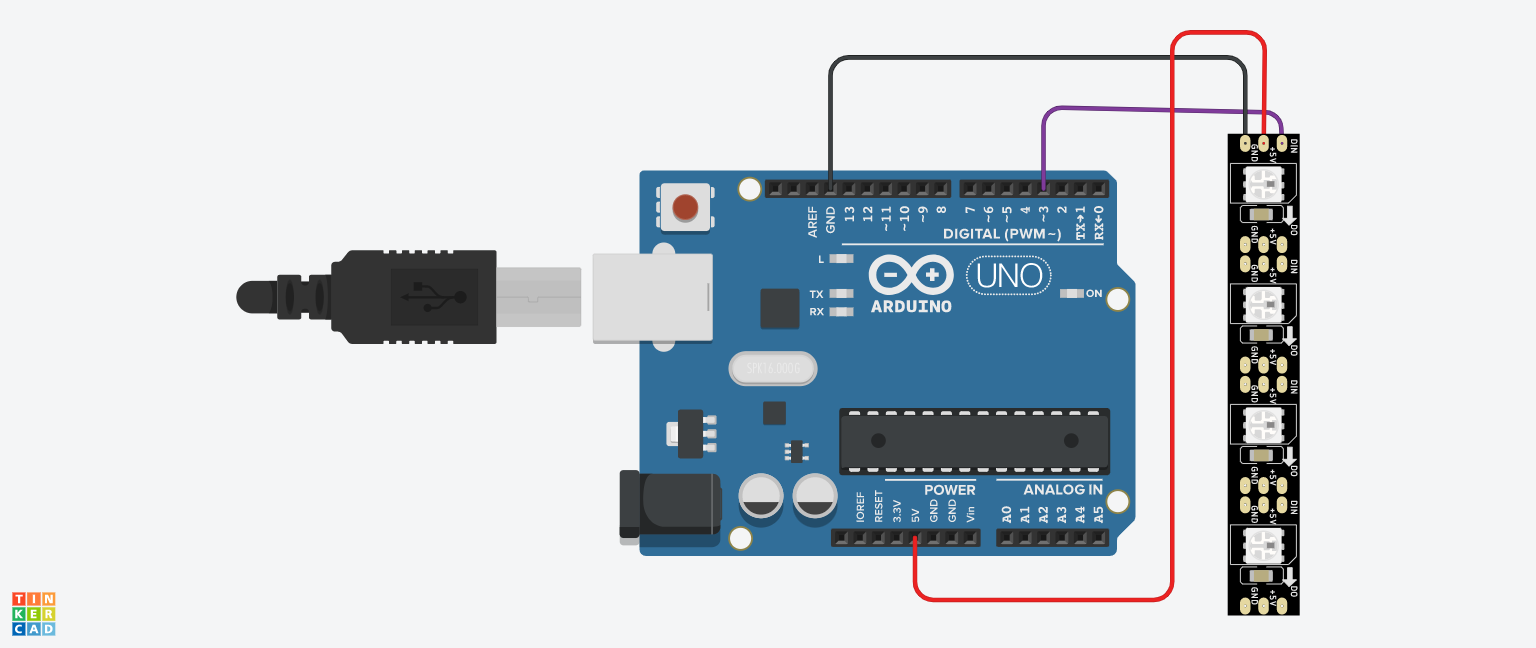 AREF
GND
13
12
~11
~10
~9
8
7
~6
~5
4
~3
2
TX→1
RX←0
DIGITAL (PWM~)
L
TX
RX
ARDUINO
UNO
ON
SPK16.000G
POWER
ANALOG IN
IOREF
RESET
3.3V
5V
GND
GND
Vin
A0
A1
A2
A3
A4
A5
GND
+5V
DIN
GND
+5V
DO
GND
+5V
DIN
GND
+5V
DO
GND
+5V
DIN
GND
+5V
DO
GND
+5V
DIN
GND
+5V
DO
TIN
KER
CAD